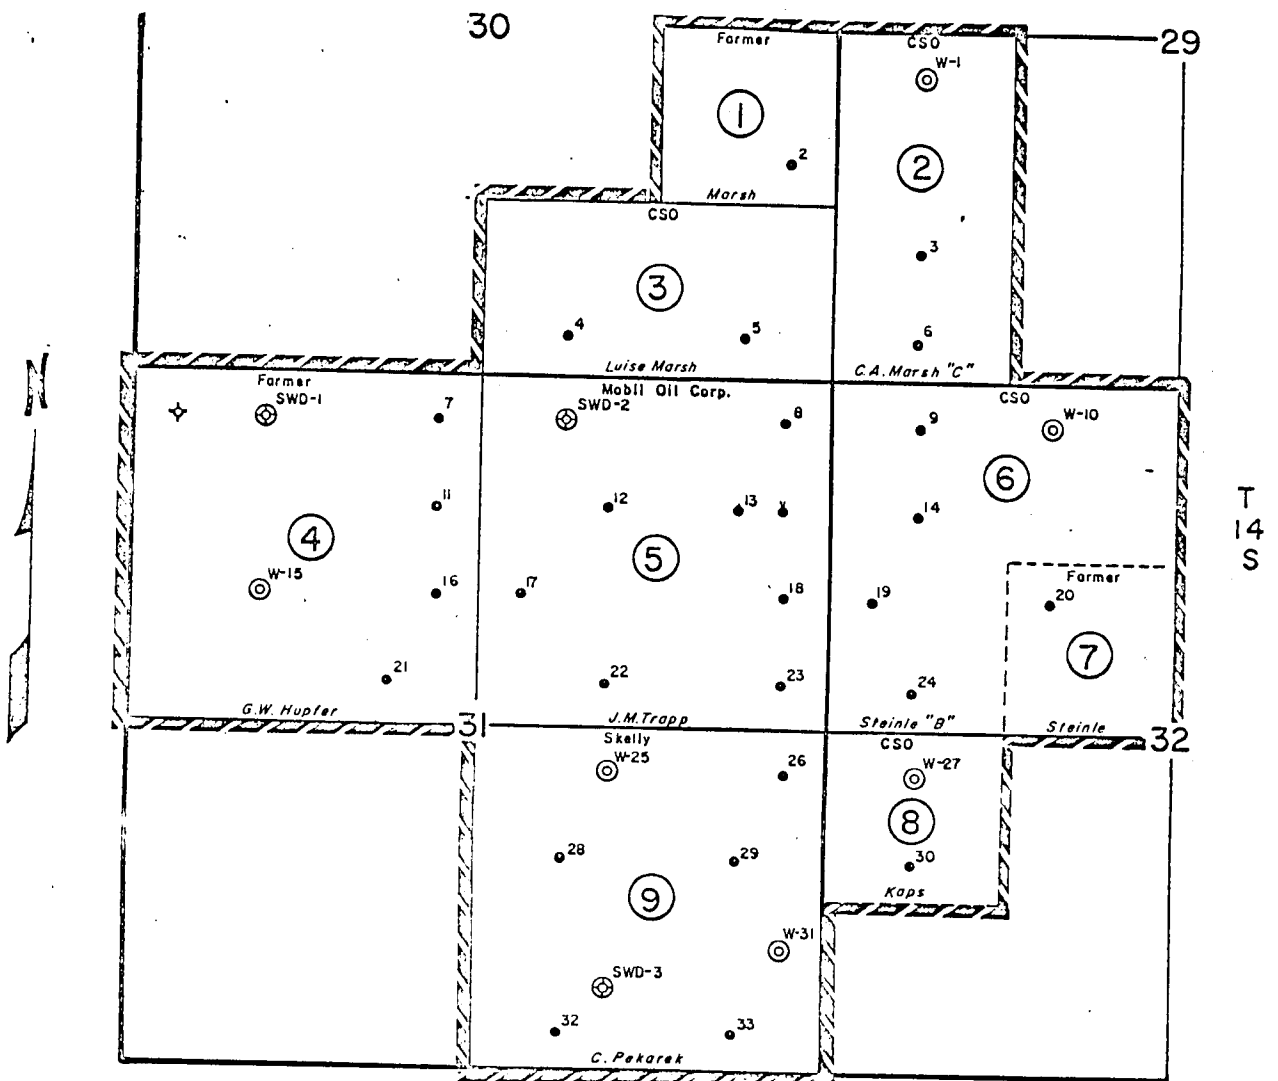 30
29
Farmer
CSO
W-1
1
2
2
Marsh
CSO
3
3
4
5
6
Luise Marsh
C.A. Marsh "C"
N
Farmer
SWD-1
7
Mobil Oil Corp.
SWD-2
8
CSO
9
W-10
6
11
12
13
14
4
5
T
14
S
W-15
16
17
18
19
Farmer
20
7
21
22
23
24
G.W. Hupfer
31
J.M. Trapp
Steinle "B"
Steinle
32
Skelly
W-25
26
CSO
W-27
8
28
29
30
9
Kaps
W-31
SWD-3
32
33
C. Pekarek